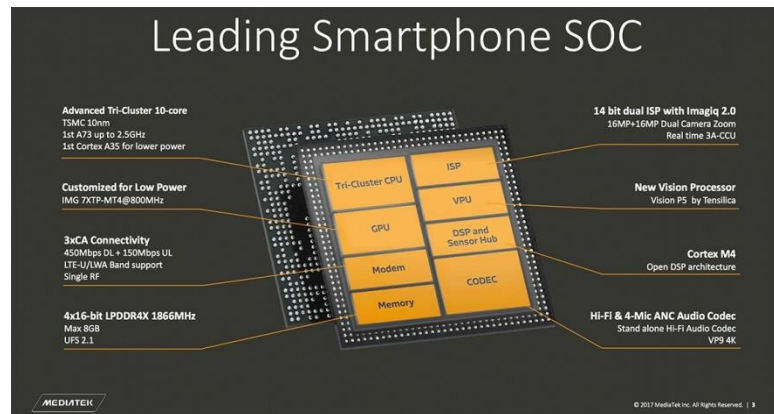 Leading Smartphone SOC
Advanced Tri-Cluster 10-core
TSMC 10nm
1st A73 up to 2.5GHz
1st Cortex A35 for lower power
Customized for Low Power
IMG 7XTP-MT4@800MHz
3xCA Connectivity
450Mbps DL + 150Mbps UL
LTE-U/LWA Band support
Single RF
4x16-bit LPDDR4X 1866MHz
Max 8GB
UFS 2.1
Tri-Cluster CPU
GPU
Modem
Memory
ISP
VPU
DSP and
Sensor Hub
CODEC
14 bit dual ISP with Imagiq 2.0
16MP+16MP Dual Camera Zoom
Real time 3A-CCU
New Vision Processor
Vision P5 by Tensilica
Cortex M4
Open DSP architecture
Hi-Fi & 4-Mic ANC Audio Codec
Stand alone Hi-Fi Audio Codec
VP9 4K
MEDIATEK
© 2017 MediaTek Inc. All Rights Reserved. | 3